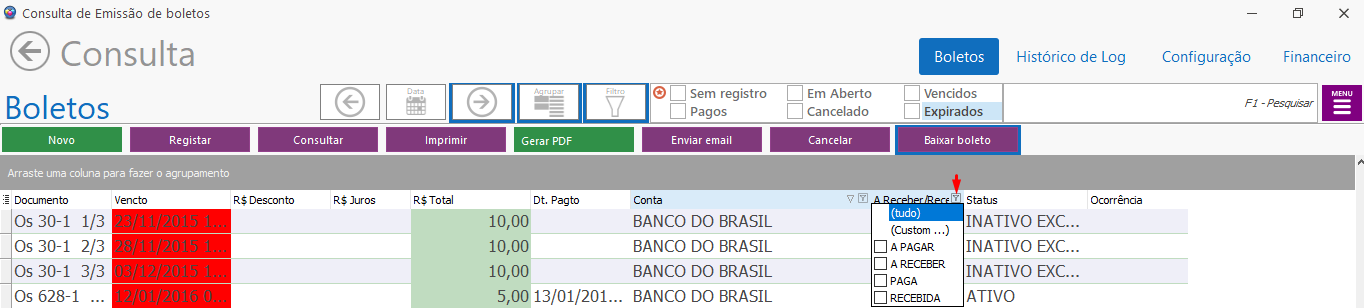 Consulta de Emissão de boletos
Consulta
Boletos Histórico de Log Configuração Financeiro
Boletos
Data Agrupar Filtro
Sem registro Em Aberto Vencidos
Pagos Cancelado Expirados
F1 - Pesquisar
MENU
Novo Registar Consultar Imprimir Gerar PDF Enviar email Cancelar Baixar boleto
Arraste uma coluna para fazer o agrupamento
Documento Vencto R$ Desconto R$ Juros R$ Total Dt. Pagto Conta A Receber/Rece Status Ocorrência
Os 30-1 1/3 23/11/2015 1... 10,00 BANCO DO BRASIL INATIVO EXC...
Os 30-1 2/3 28/11/2015 1... 10,00 BANCO DO BRASIL INATIVO EXC...
Os 30-1 3/3 03/12/2015 1... 10,00 BANCO DO BRASIL INATIVO EXC...
Os 628-1 ... 12/01/2016 0... 5,00 13/01/201... BANCO DO BRASIL ATIVO
(tudo)
(Custom ...)
A PAGAR
A RECEBER
PAGA
RECEBIDA